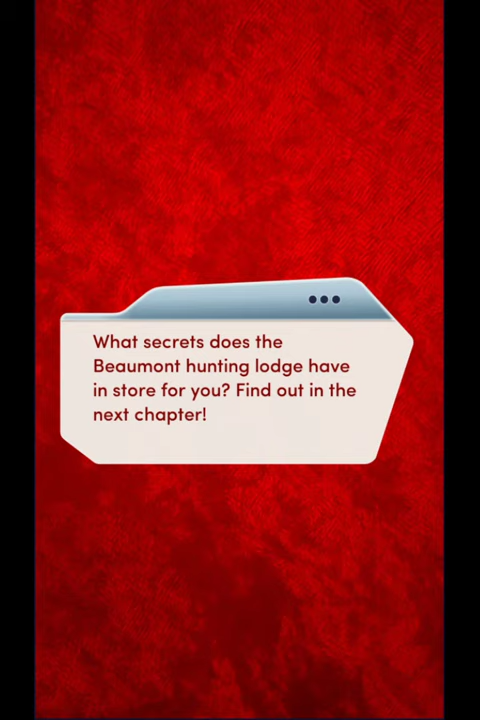 What secrets does the
Beaumont hunting lodge have
in store for you? Find out in the
next chapter!